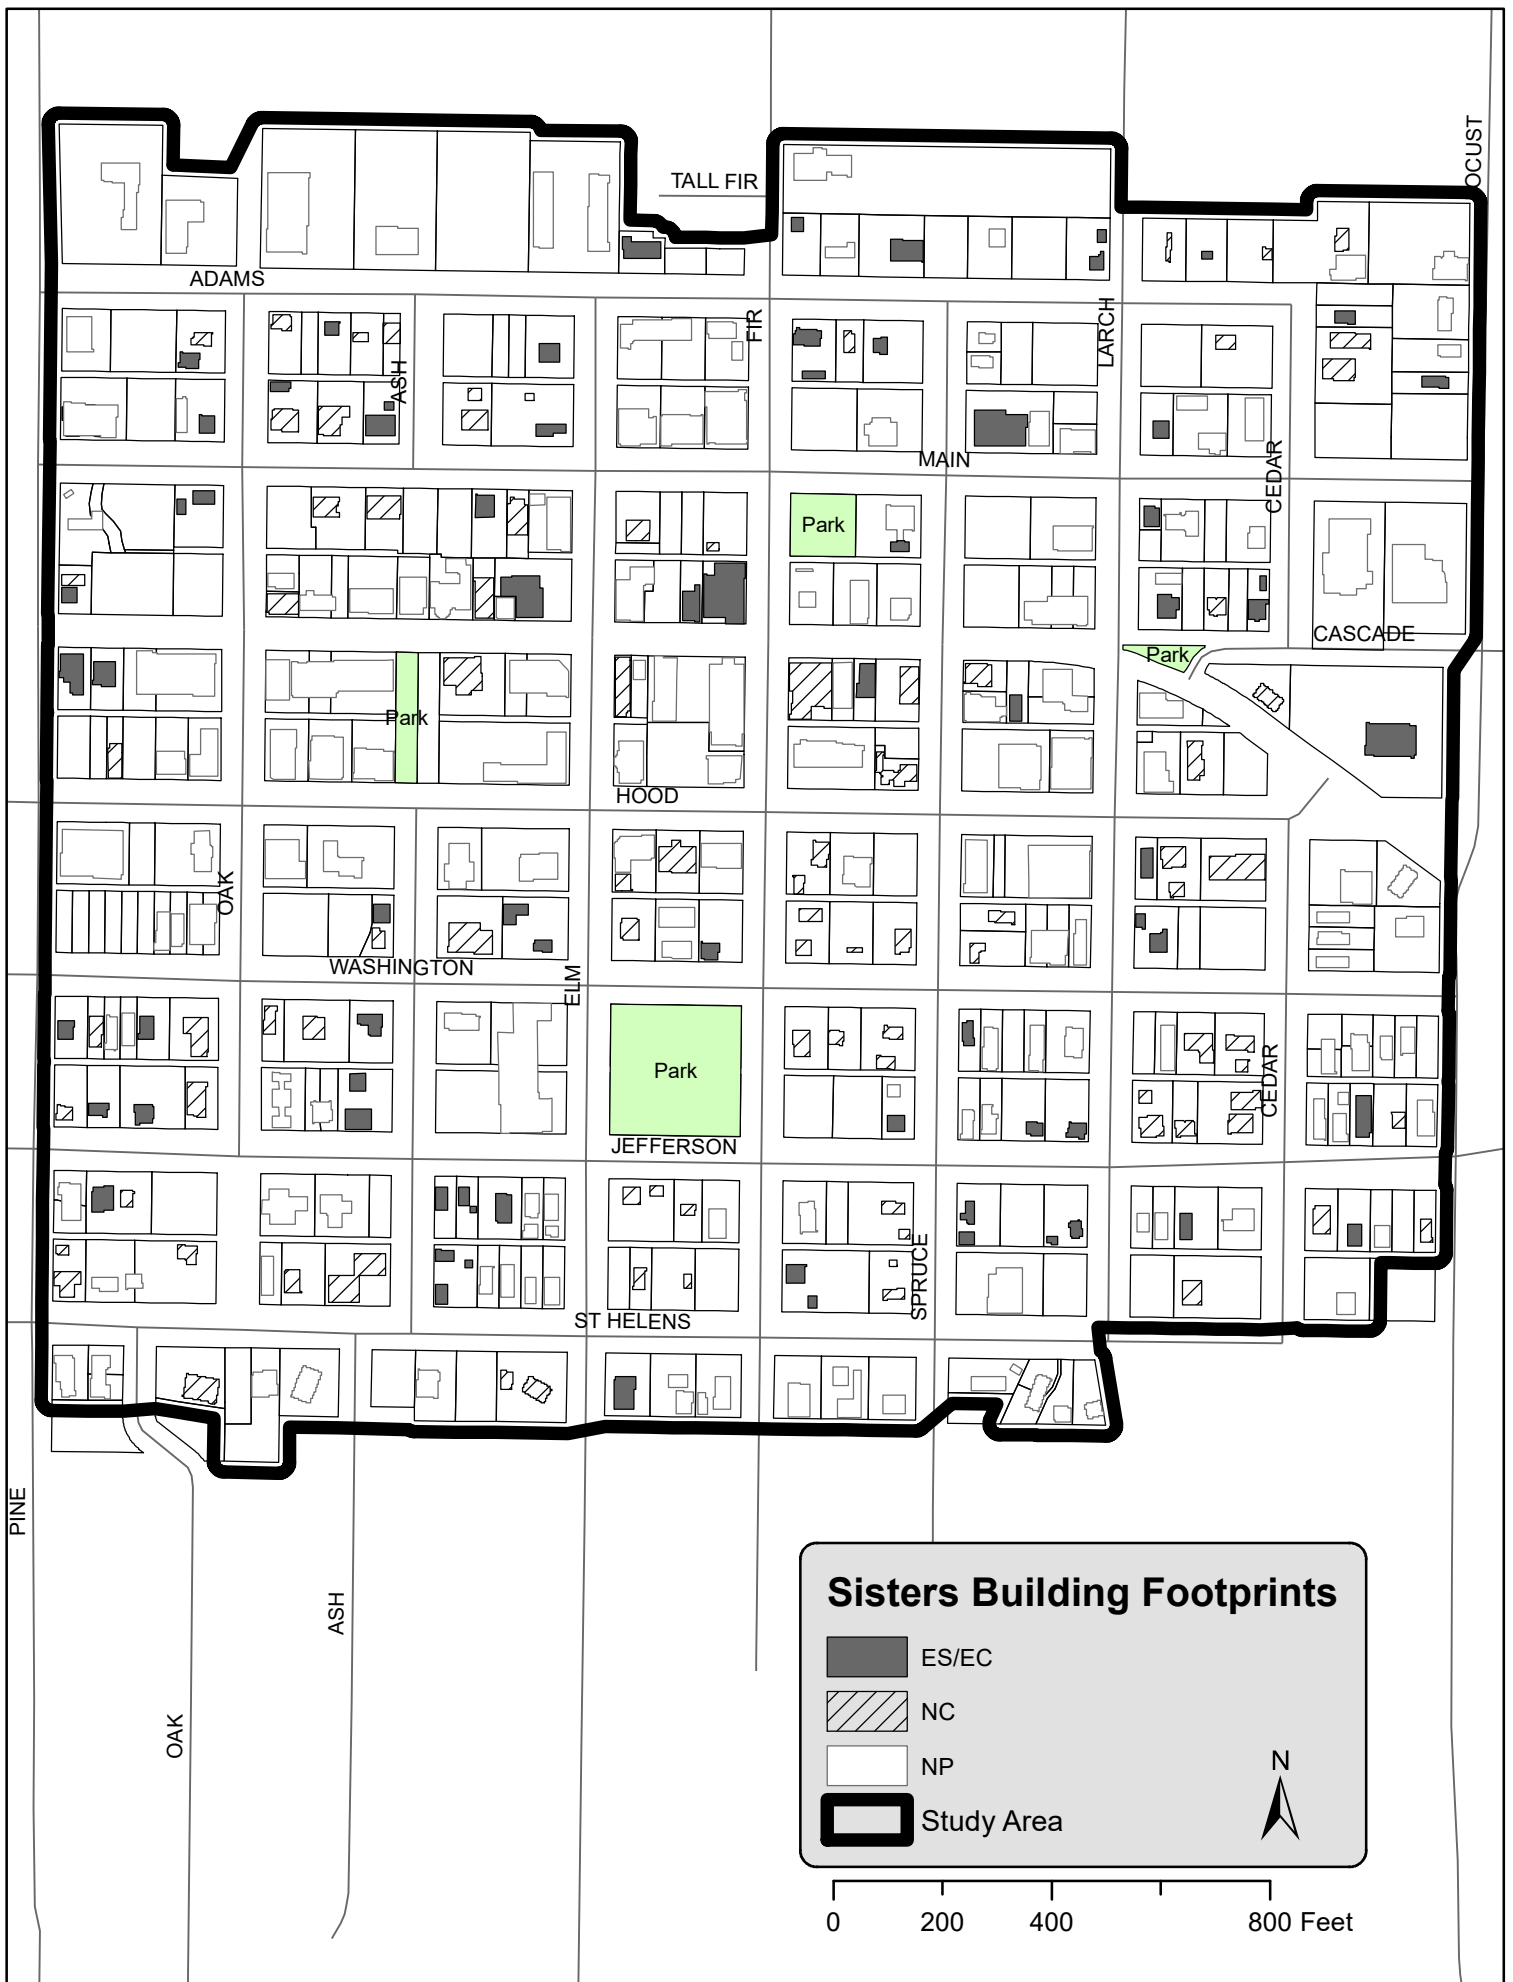 OCUST
TALL FIR
ADAMS
FIR
LARCH
ASH
MAIN
CEDAR
Park
CASCADE
Park
Park
HOOD
OAK
WASHINGTON
ELM
Park
CEDAR
JEFFERSON
SPRUCE
ST HELENS
PINE
ASH
OAK
Sisters Building Footprints
ES/EC
NC
NP
N
Study Area
0 200 400 800 Feet